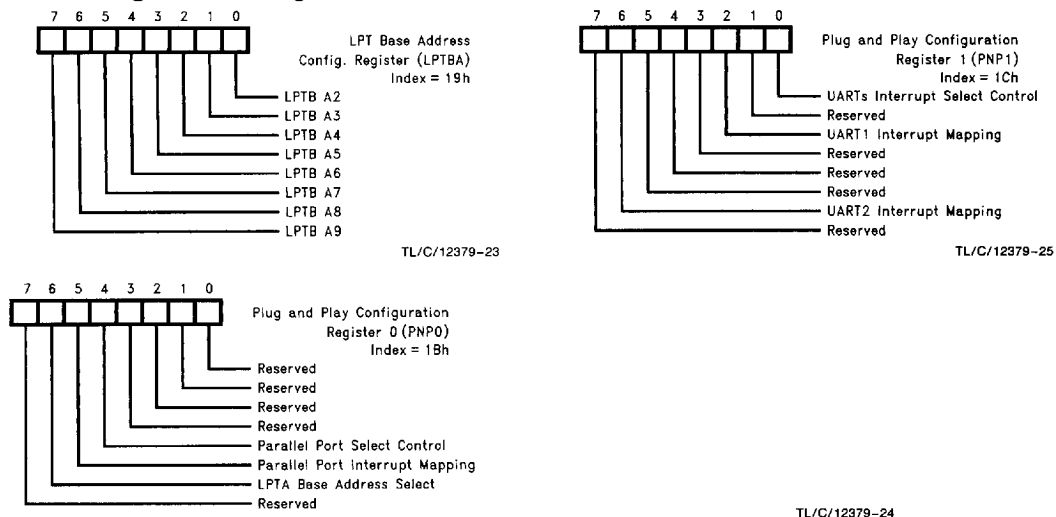 7 6 5 4 3 2 1 0
LPT Base Address
Config. Register (LPTBA)
Index = 19h
LPTB A2
LPTB A3
LPTB A4
LPTB A5
LPTB A6
LPTB A7
LPTB A8
LPTB A9
TL/C/12379-23
7 6 5 4 3 2 1 0
Plug and Play Configuration
Register 1 (PNP1)
Index = 1Ch
UARTs Interrupt Select Control
Reserved
UART1 Interrupt Mapping
Reserved
Reserved
Reserved
UART2 Interrupt Mapping
Reserved
TL/C/12379-25
7 6 5 4 3 2 1 0
Plug and Play Configuration
Register 0 (PNP0)
Index = 1Bh
Reserved
Reserved
Reserved
Reserved
Parallel Port Select Control
Parallel Port Interrupt Mapping
LPTA Base Address Select
Reserved
TL/C/12379-24